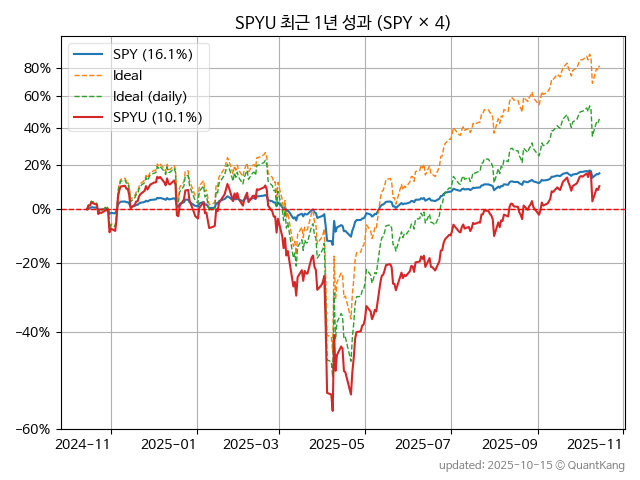 SPYU 최근 1년 성과 (SPY × 4)
SPY (16.1%)
Ideal
Ideal (daily)
SPYU (10.1%)
80%
60%
40%
20%
0%
−20%
−40%
−60%
2024-11
2025-01
2025-03
2025-05
2025-07
2025-09
2025-11
updated: 2025-10-15 © QuantKang